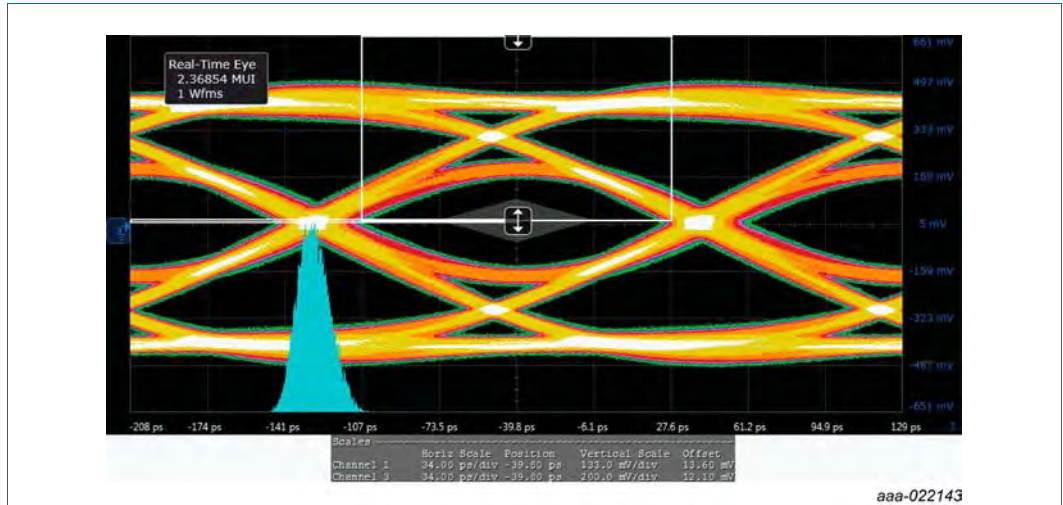 661 mV
Real-Time Eye
2.36854 MUI
1 Wfms
497 mV
333 mV
169 mV
5 mV
-159 mV
-323 mV
-487 mV
-651 mV
-208 ps -174 ps -141 ps -107 ps -73.5 ps -39.8 ps -6.1 ps 27.6 ps 61.2 ps 94.9 ps 129 ps
Scales
Horiz Scale Position Vertical Scale Offset
Channel 1 34.00 ps/div -39.80 ps 133.0 mV/div 13.60 mV
Channel 3 34.00 ps/div -39.80 ps 200.0 mV/div 12.10 mV
aaa-022143